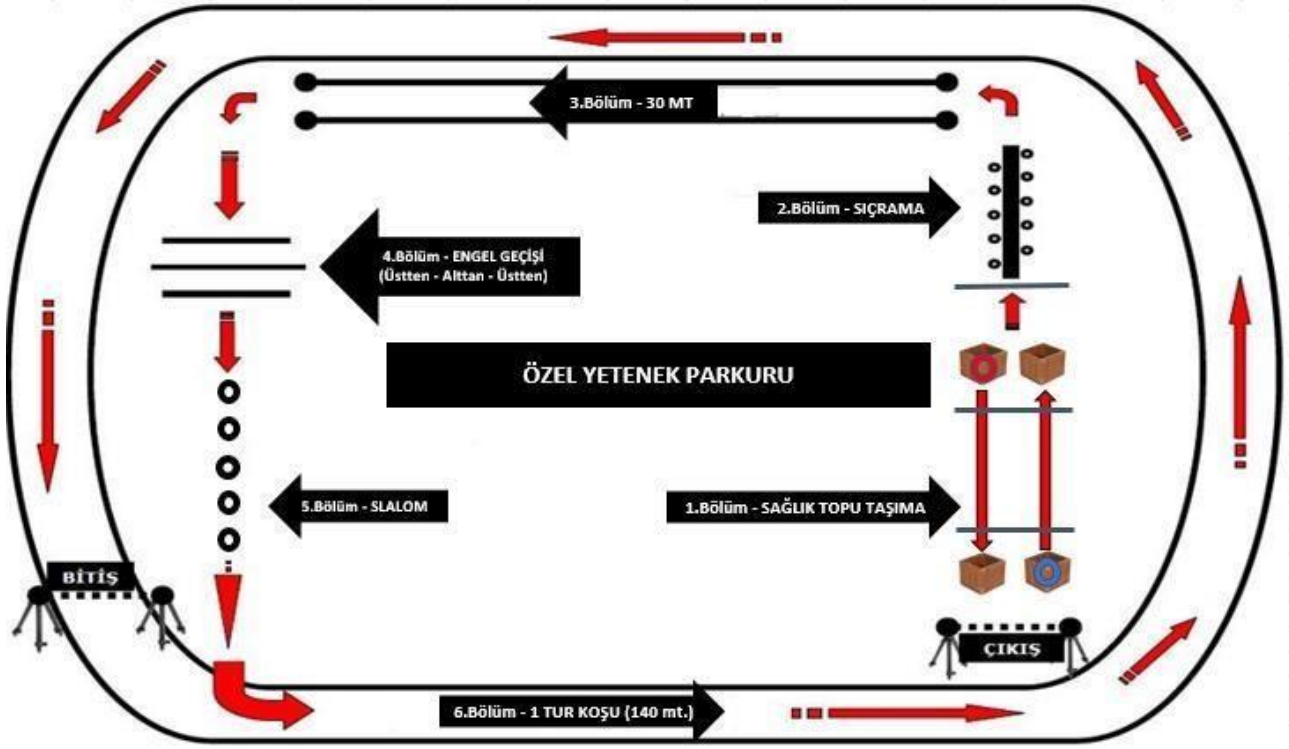 3.Bölüm - 30 MT
2.Bölüm - SIÇRAMA
4.Bölüm - ENGEL GEÇİŞİ
(Üstten - Alttan - Üstten)
ÖZEL YETENEK PARKURU
5.Bölüm - SLALOM
1.Bölüm - SAĞLIK TOPU TAŞIMA
BİTİŞ
ÇIKIŞ
6.Bölüm - 1 TUR KOŞU (140 mt.)